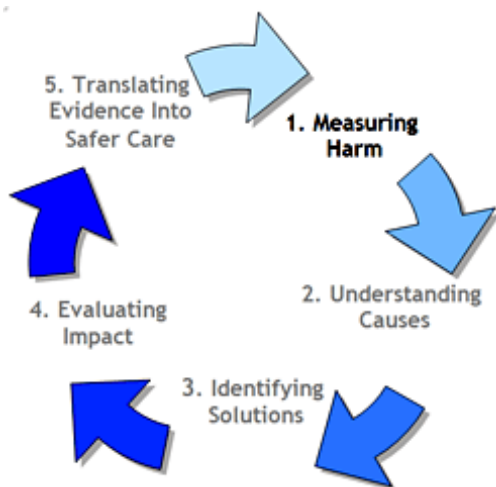 5. Translating
Evidence Into
Safer Care
1. Measuring
Harm
2. Understanding
Causes
4. Evaluating
Impact
3. Identifying
Solutions